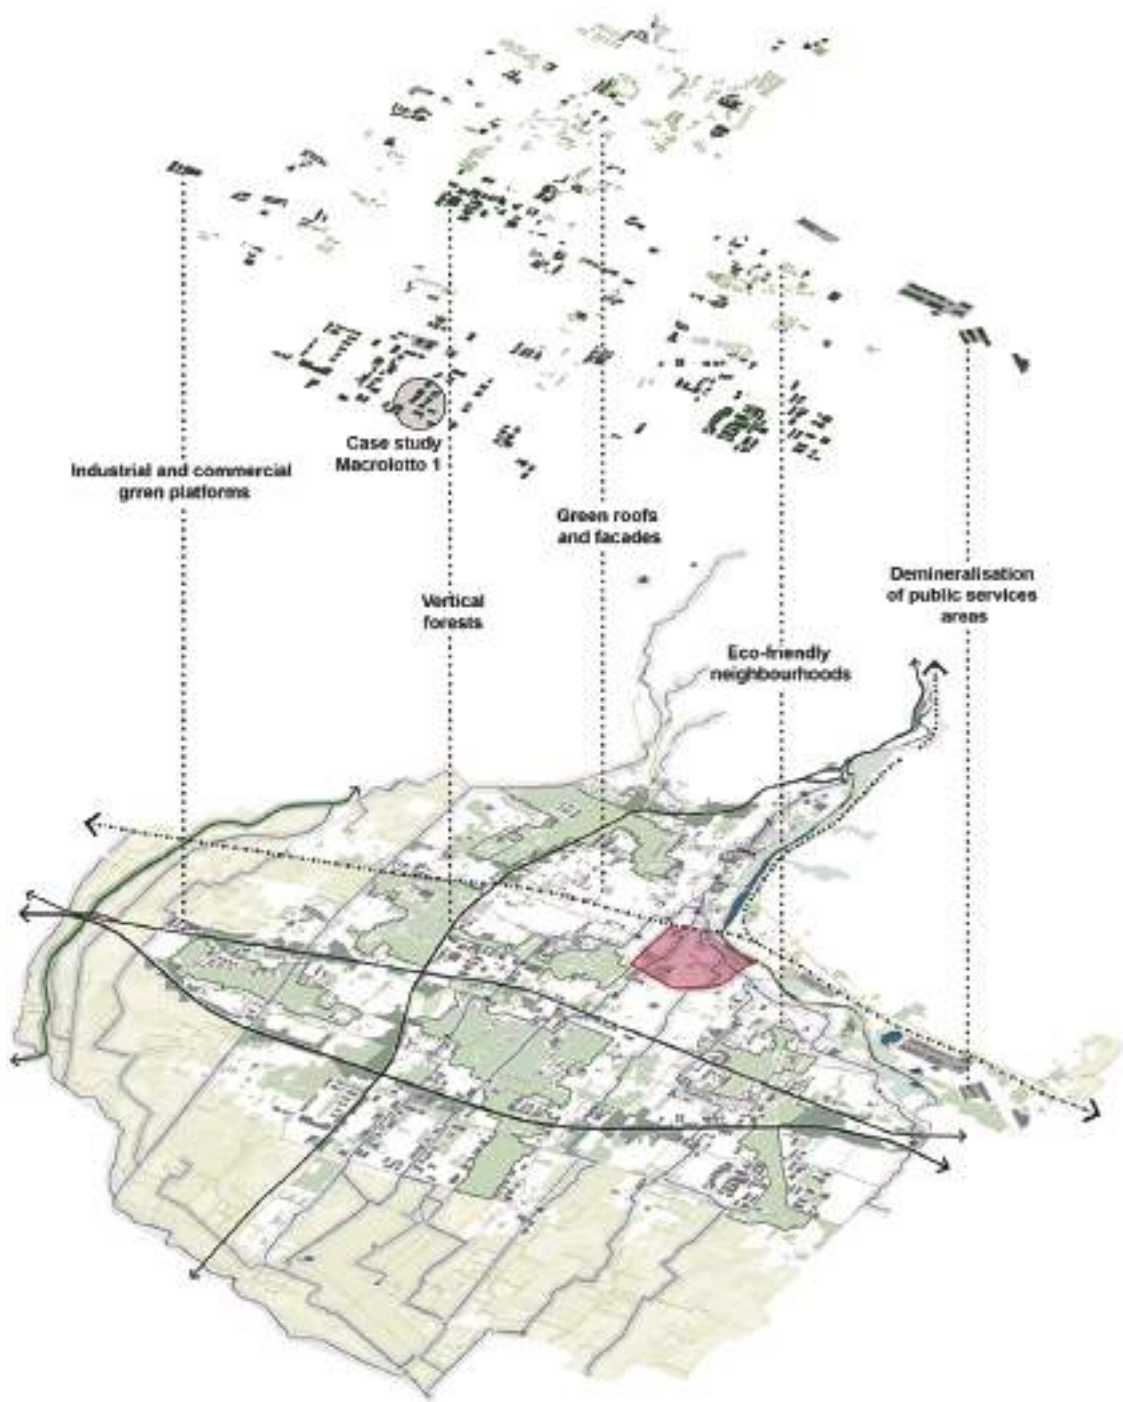 Case study
Macrolotto 1
Industrial and commercial
grren platforms
Green roofs
and facades
Vertical
forests
Demineralisation
of public services
areas
Eco-friendly
neighbourhoods